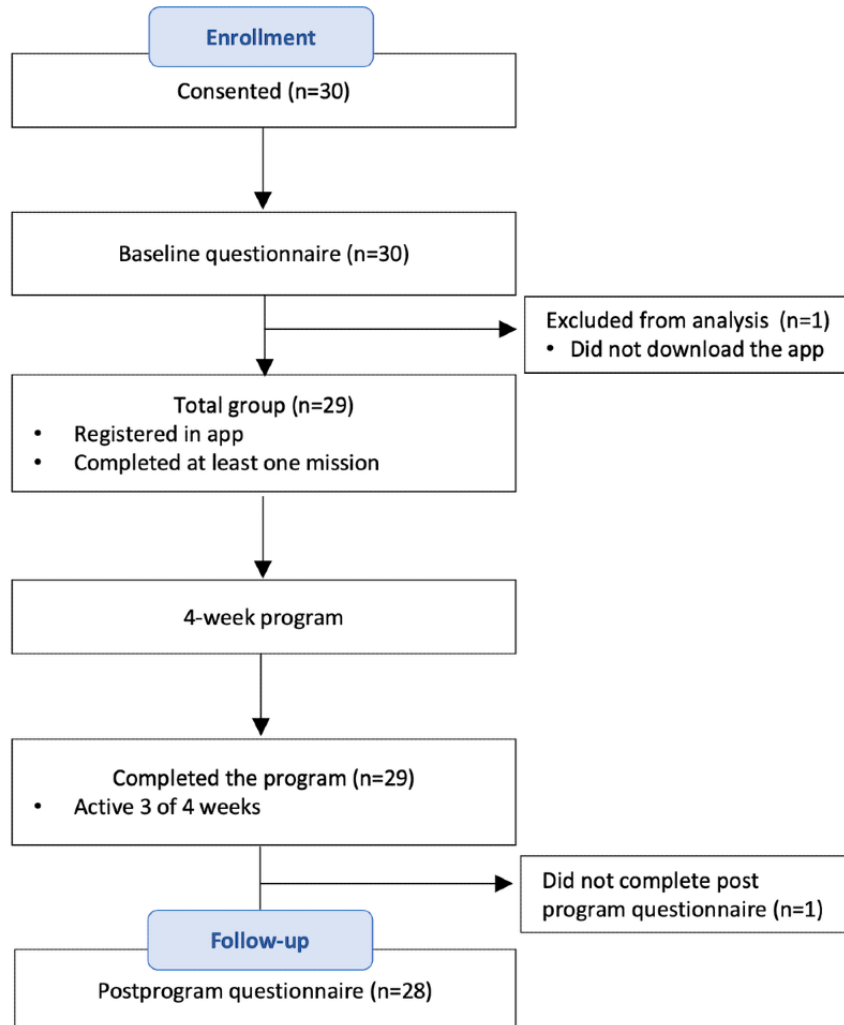 Enrollment
Consented (n=30)
Baseline questionnaire (n=30)
Excluded from analysis (n=1)
• Did not download the app
Total group (n=29)
• Registered in app
• Completed at least one mission
4-week program
Completed the program (n=29)
• Active 3 of 4 weeks
Did not complete post
program questionnaire (n=1)
Follow-up
Postprogram questionnaire (n=28)